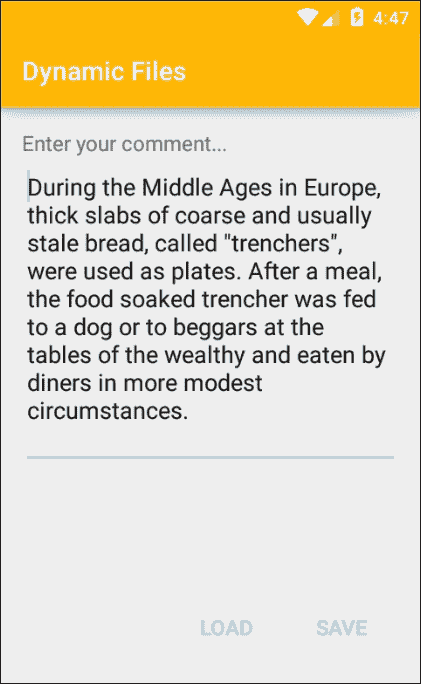 4:47
Dynamic Files
Enter your comment...
During the Middle Ages in Europe,
thick slabs of coarse and usually
stale bread, called "trenchers",
were used as plates. After a meal,
the food soaked trencher was fed
to a dog or to beggars at the
tables of the wealthy and eaten by
diners in more modest
circumstances.
LOAD SAVE